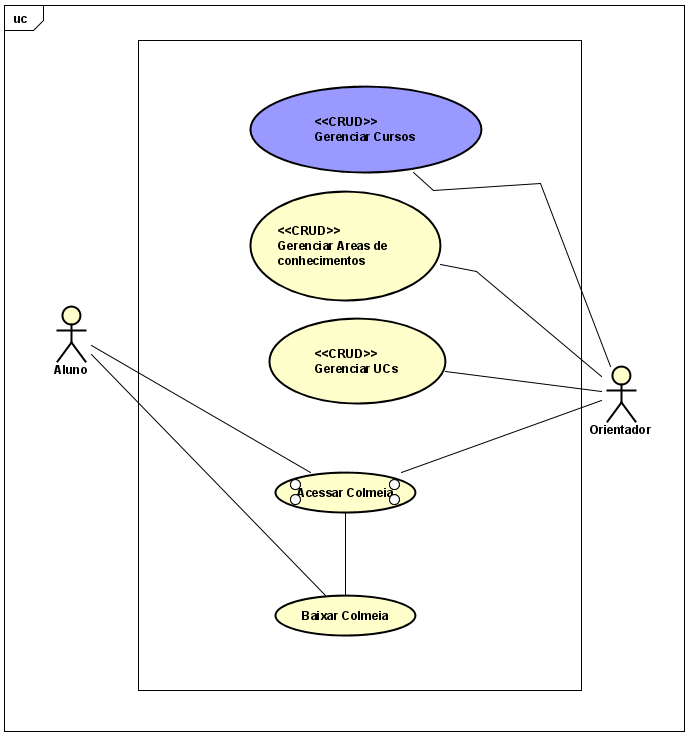 uc
<<CRUD>>
Gerenciar Cursos
<<CRUD>>
Gerenciar Areas de
conhecimentos
<<CRUD>>
Gerenciar UCs
Aluno
Orientador
Acessar Colmeia
Baixar Colmeia